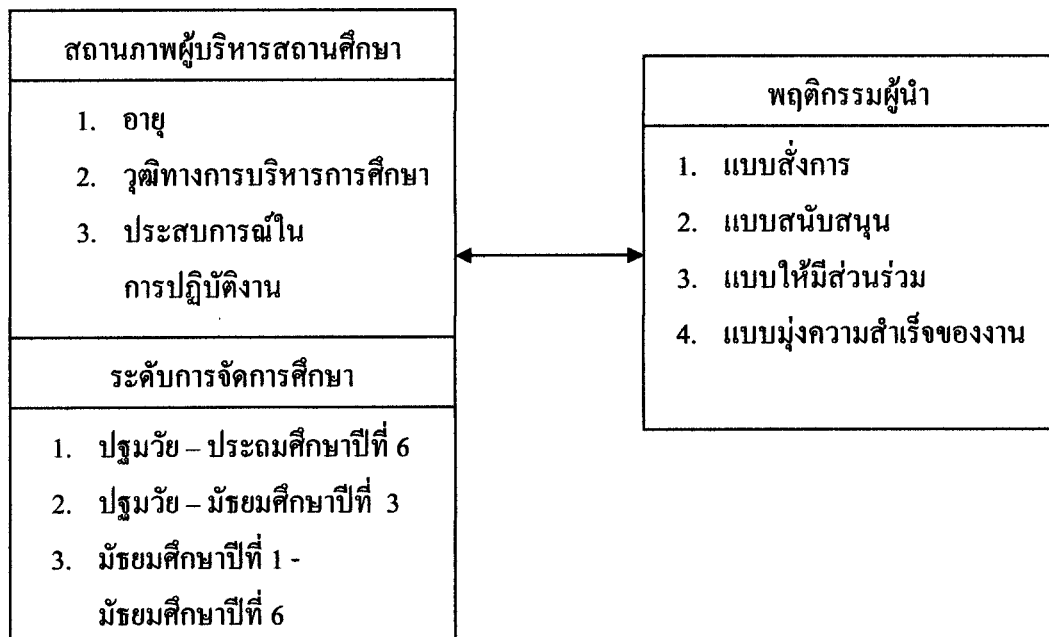 สถานภาพผู้บริหารสถานศึกษา
1. อายุ
2. วุฒิทางการบริหารการศึกษา
3. ประสบการณ์ใน
การปฏิบัติงาน
ระดับการจัดการศึกษา
1. ปฐมวัย – ประถมศึกษาปีที่ 6
2. ปฐมวัย – มัธยมศึกษาปีที่ 3
3. มัธยมศึกษาปีที่ 1 -
มัธยมศึกษาปีที่ 6
พฤติกรรมผู้นำ
1. แบบสั่งการ
2. แบบสนับสนุน
3. แบบให้มีส่วนร่วม
4. แบบมุ่งความสำเร็จของงาน